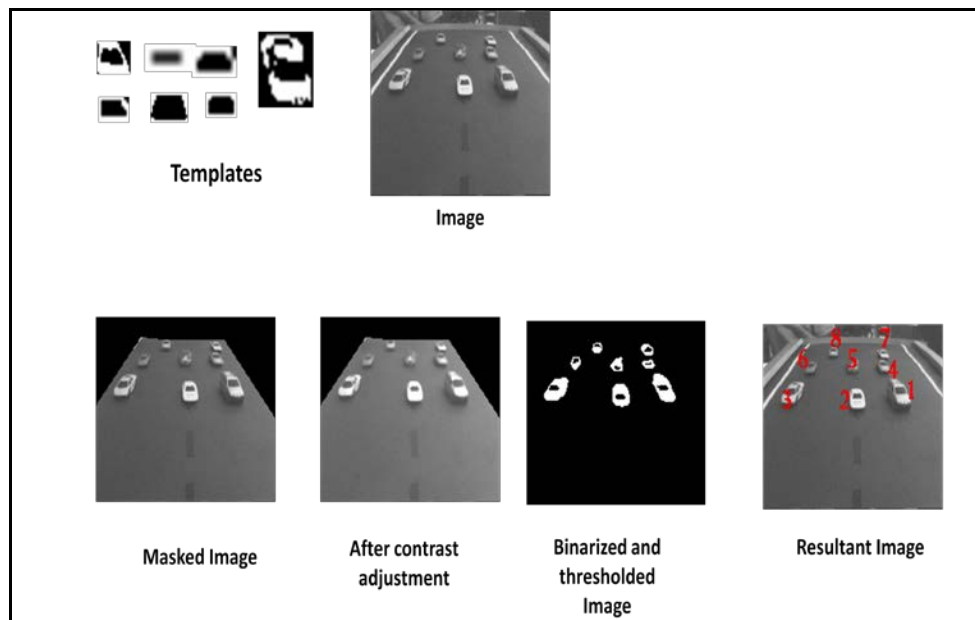 Templates
Image
8
7
6
5
4
3
2
1
Masked Image
After contrast
adjustment
Binarized and
thresholded
Image
Resultant Image